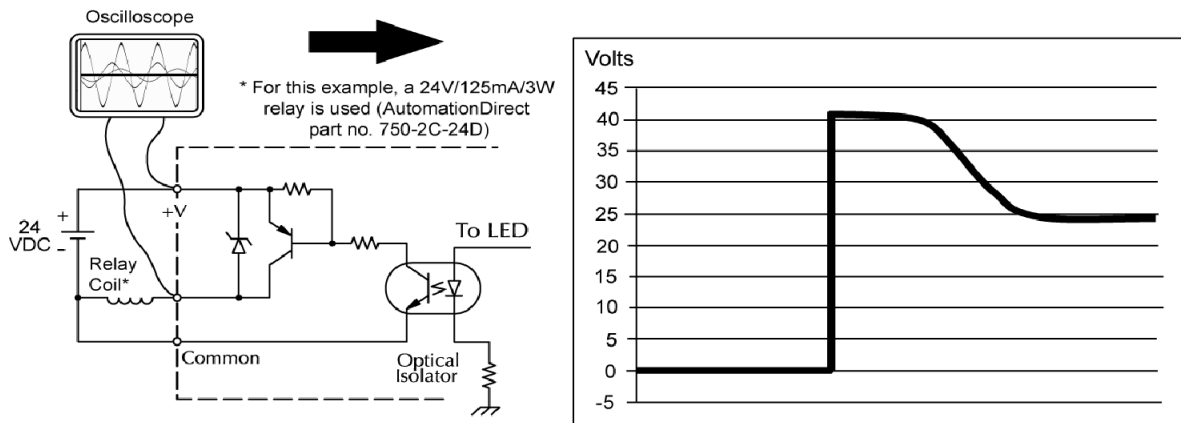 Oscilloscope
* For this example, a 24V/125mA/3W
relay is used (AutomationDirect
part no. 750-2C-24D)
+V
+
24
VDC
-
Relay
Coil*
Common
To LED
Optical
Isolator
Volts
45
40
35
30
25
20
15
10
5
0
-5